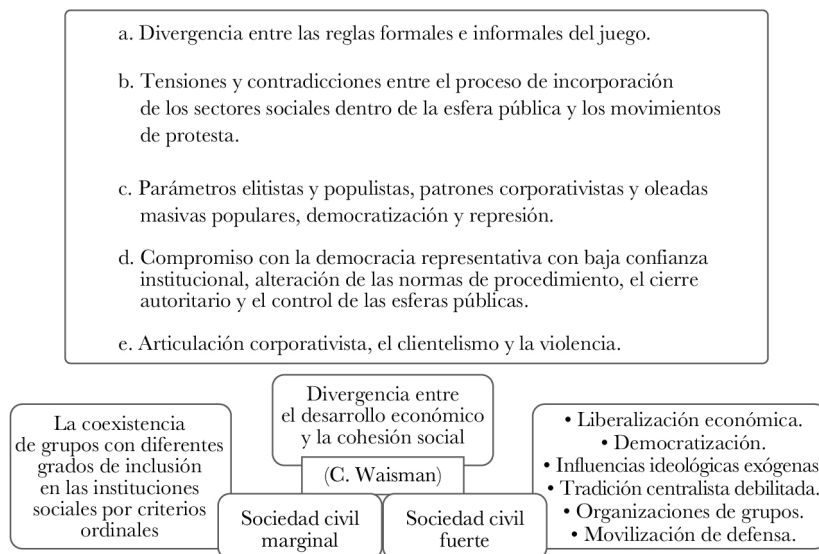 a. Divergencia entre las reglas formales e informales del juego.
b. Tensiones y contradicciones entre el proceso de incorporación
de los sectores sociales dentro de la esfera pública y los movimientos
de protesta.
c. Parámetros elitistas y populistas, patrones corporativistas y oleadas
masivas populares, democratización y represión.
d. Compromiso con la democracia representativa con baja confianza
institucional, alteración de las normas de procedimiento, el cierre
autoritario y el control de las esferas públicas.
e. Articulación corporativista, el clientelismo y la violencia.
La coexistencia
de grupos con diferentes
grados de inclusión
en las instituciones
sociales por criterios
ordinales
Divergencia entre
el desarrollo económico
y la cohesión social
(C. Waisman)
Sociedad civil
marginal
Sociedad civil
fuerte
• Liberalización económica.
• Democratización.
• Influencias ideológicas exógenas
• Tradición centralista debilitada.
• Organizaciones de grupos.
• Movilización de defensa.